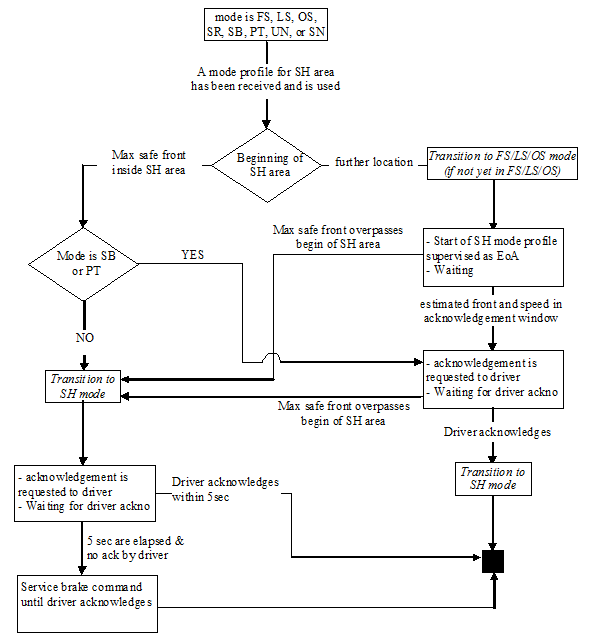 mode is FS, LS, OS,
SR, SB, PT, UN, or SN
A mode profile for SH area
has been received and is used
Beginning of
SH area
Max safe front
inside SH area
further location
Transition to FS/LS/OS mode
(if not yet in FS/LS/OS)
Mode is SB
or PT
YES
NO
Max safe front overpasses
begin of SH area
- Start of SH mode profile
supervised as EoA
- Waiting
estimated front and speed in
acknowledgement window
- acknowledgement is
requested to driver
- Waiting for driver ackno
Transition to
SH mode
Max safe front overpasses
begin of SH area
Driver acknowledges
Transition to
SH mode
- acknowledgement is
requested to driver
- Waiting for driver ackno
Driver acknowledges
within 5sec
5 sec are elapsed &
no ack by driver
Service brake command
until driver acknowledges